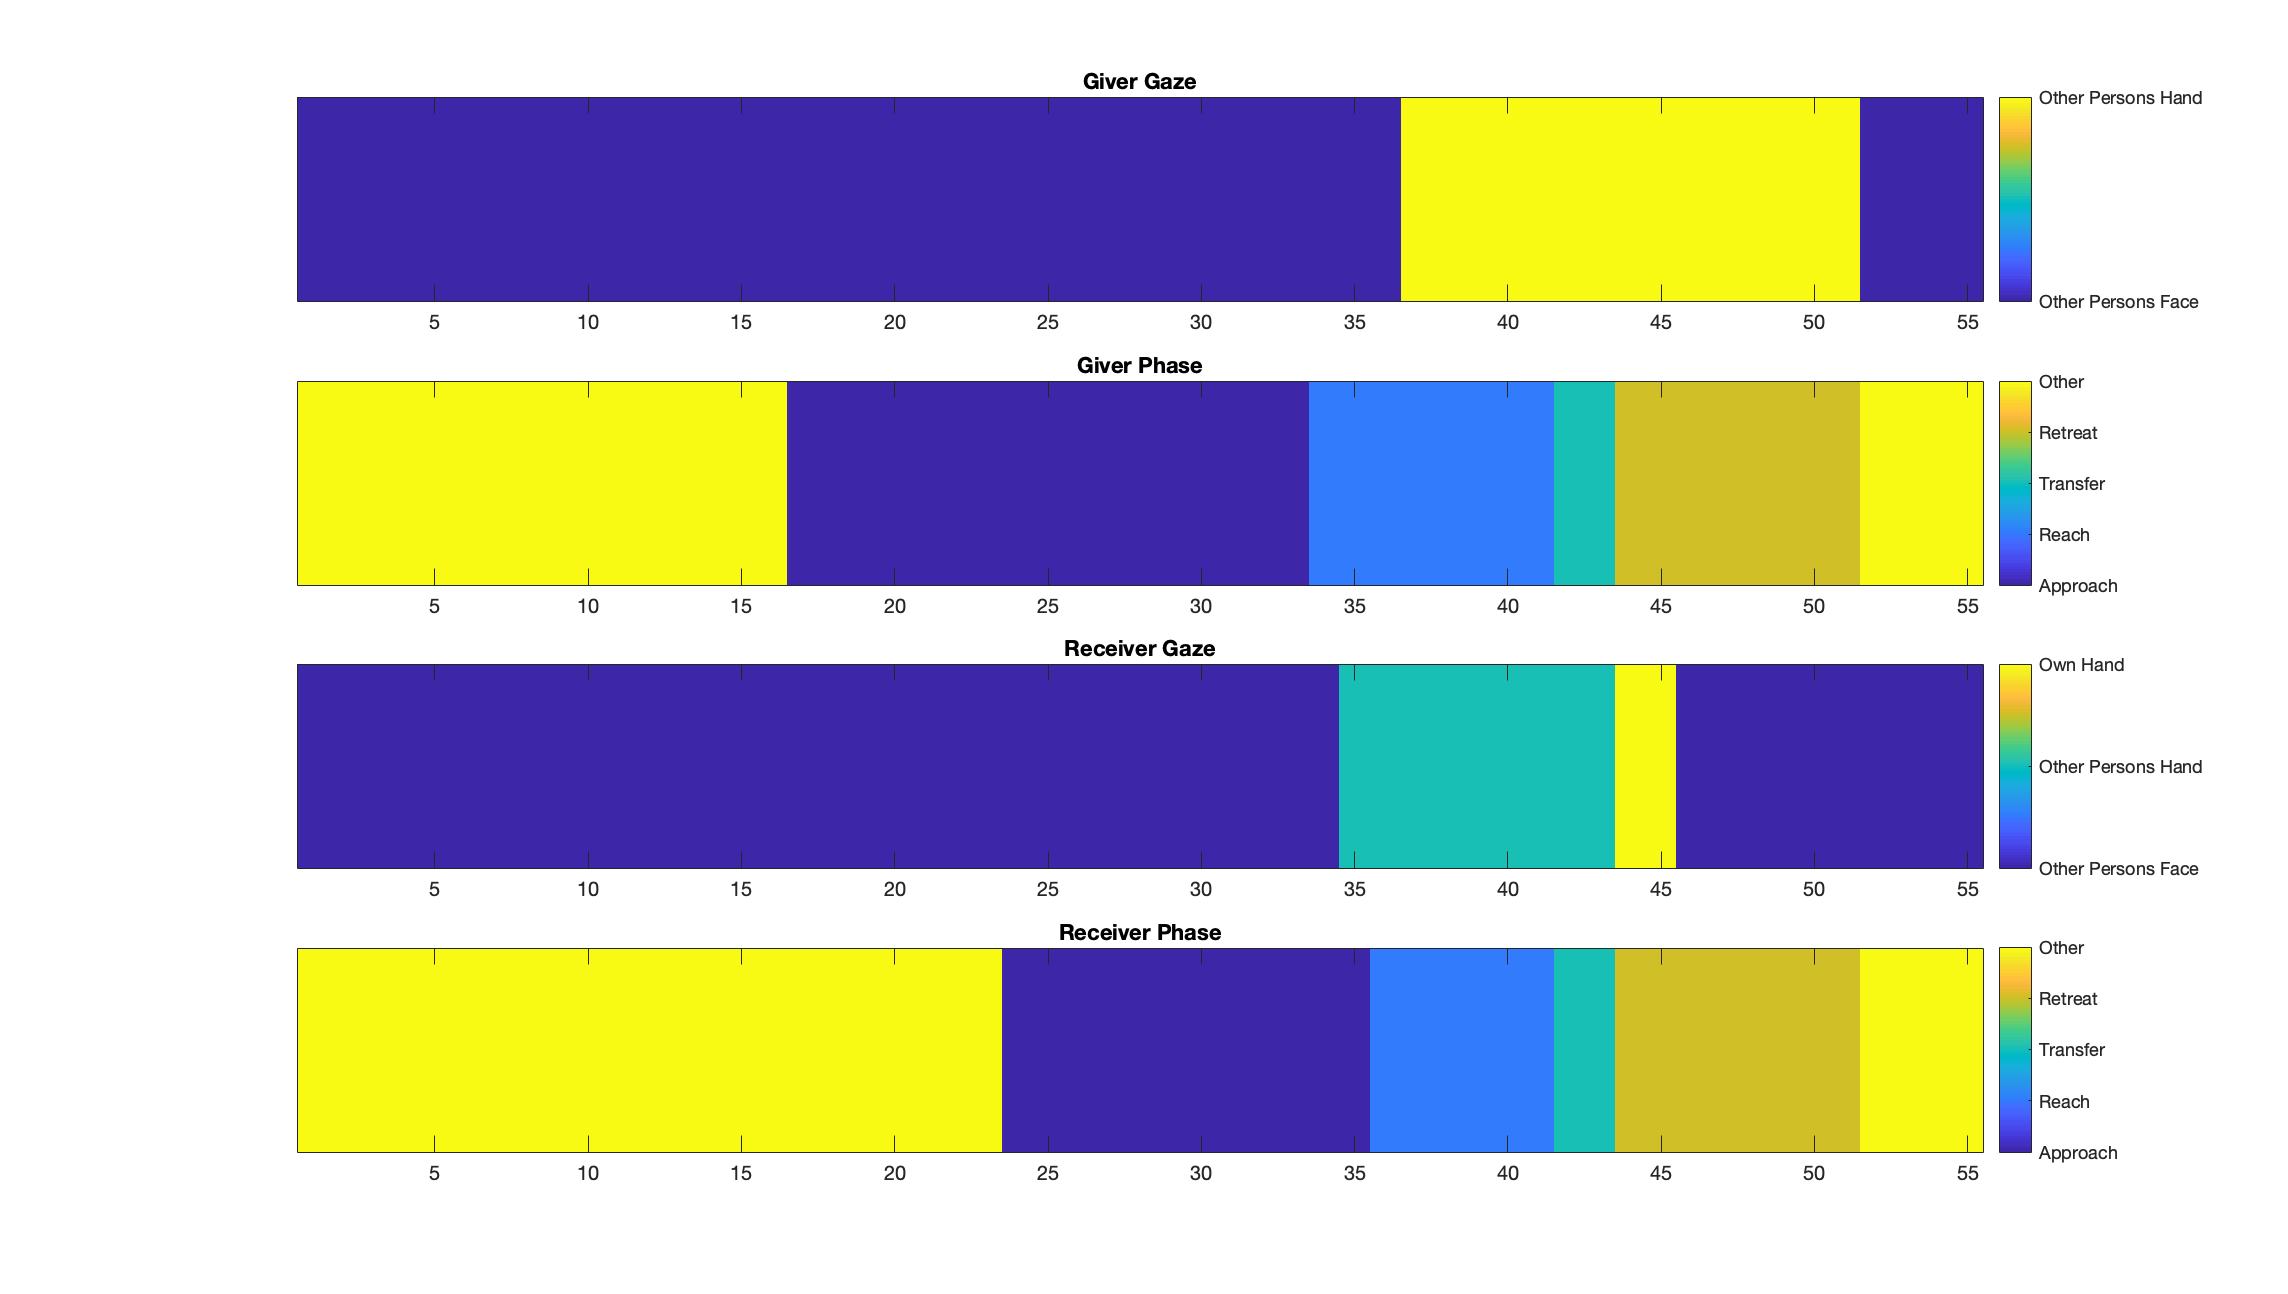 Giver Gaze
Other Persons Hand
Other Persons Face
5 10 15 20 25 30 35 40 45 50 55
Giver Phase
Other
Retreat
Transfer
Reach
Approach
5 10 15 20 25 30 35 40 45 50 55
Receiver Gaze
Own Hand
Other Persons Hand
Other Persons Face
5 10 15 20 25 30 35 40 45 50 55
Receiver Phase
Other
Retreat
Transfer
Reach
Approach
5 10 15 20 25 30 35 40 45 50 55